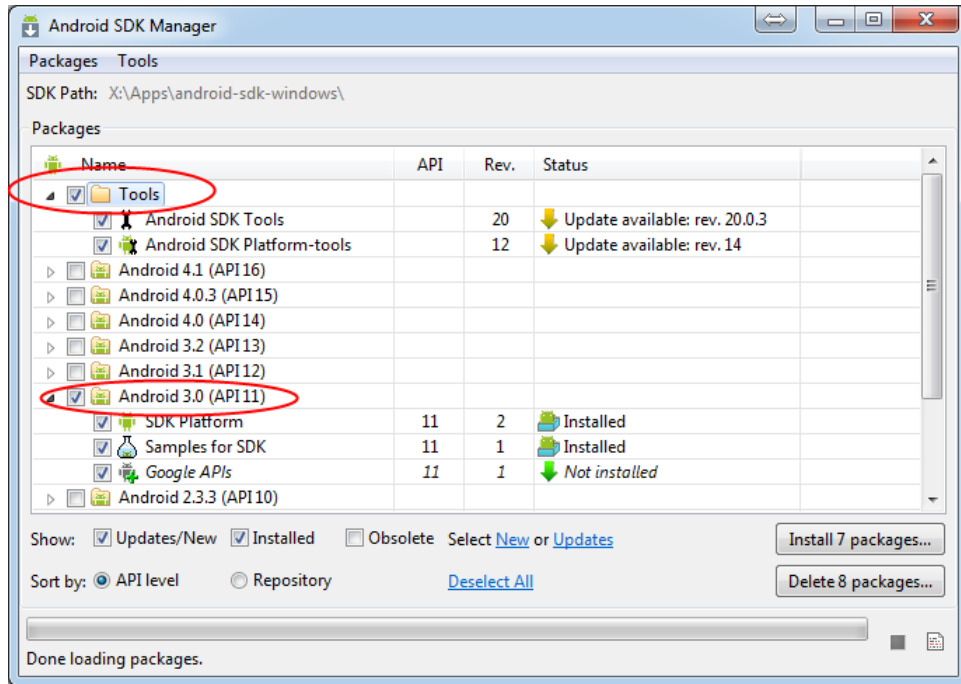 Android SDK Manager
Packages Tools
SDK Path: X:\Apps\android-sdk-windows\
Packages
Name API Rev. Status
Tools
Android SDK Tools 20 Update available: rev. 20.0.3
Android SDK Platform-tools 12 Update available: rev. 14
Android 4.1 (API 16)
Android 4.0.3 (API 15)
Android 4.0 (API 14)
Android 3.2 (API 13)
Android 3.1 (API 12)
Android 3.0 (API 11)
SDK Platform 11 2 Installed
Samples for SDK 11 1 Installed
Google APIs 11 1 Not installed
Android 2.3.3 (API 10)
Show: Updates/New Installed Obsolete Select New or Updates Install 7 packages...
Sort by: API level Repository Deselect All Delete 8 packages...
Done loading packages.